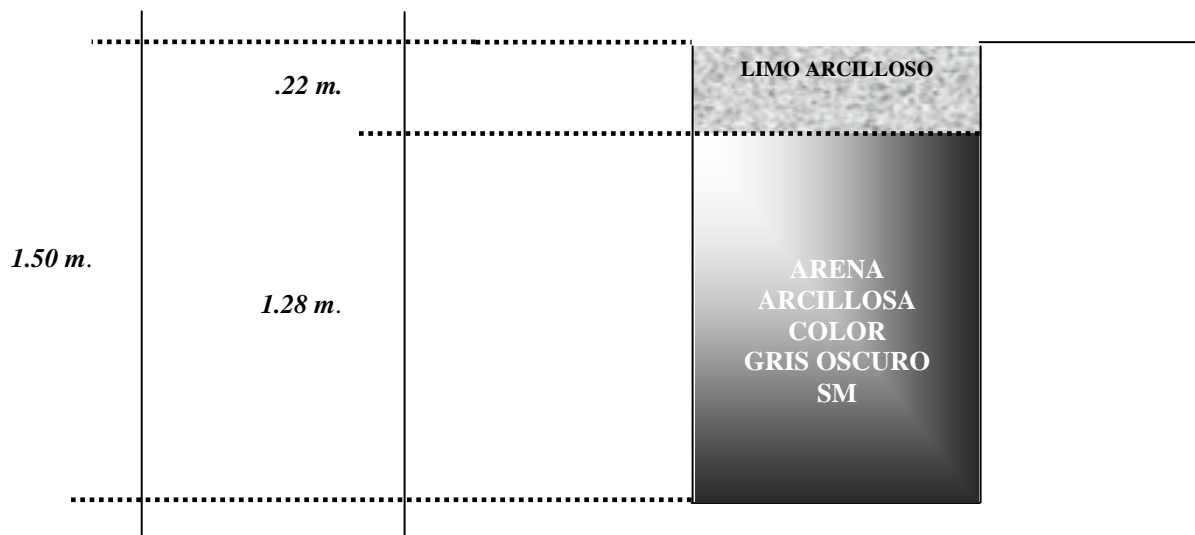 LIMO ARCILLOSO
.22 m.
1.50 m.
1.28 m.
ARENA
ARCILLOSA
COLOR
GRIS OSCURO
SM